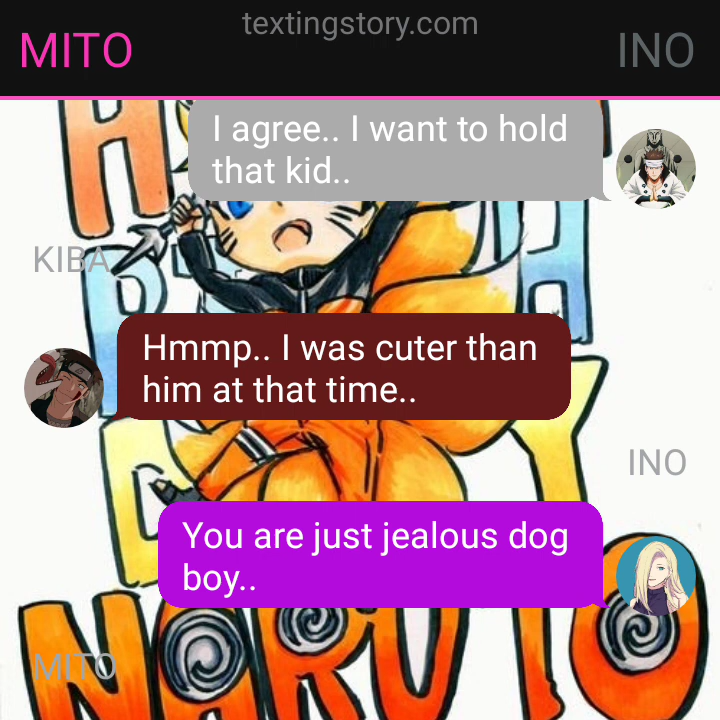 textingstory.com
MITO
INO
I agree.. I want to hold
that kid..
KIBA
Hmmp.. I was cuter than
him at that time..
INO
You are just jealous dog
boy..
MITO
NARUTO